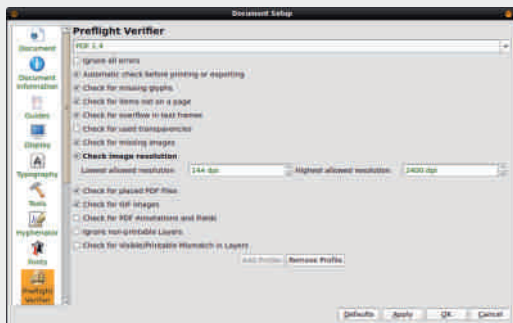 Document Setup
Document
Document
Information
Guides
Display
Typography
Tools
Hyphenator
Fonts
Preflight
Verifier
Preflight Verifier
PDF 1.4
Ignore all errors
Automatic check before printing or exporting
Check for missing glyphs
Check for items not on a page
Check for overflow in text frames
Check for used transparencies
Check for missing images
Check image resolution
Lowest allowed resolution 144 dpi Highest allowed resolution 2400 dpi
Check for placed PDF Files
Check for GIF images
Check for PDF Annotations and Fields
Ignore non-printable Layers
Check for Visible/Printable Mismatch in Layers
Add Profile Remove Profile
Defaults Apply OK Cancel